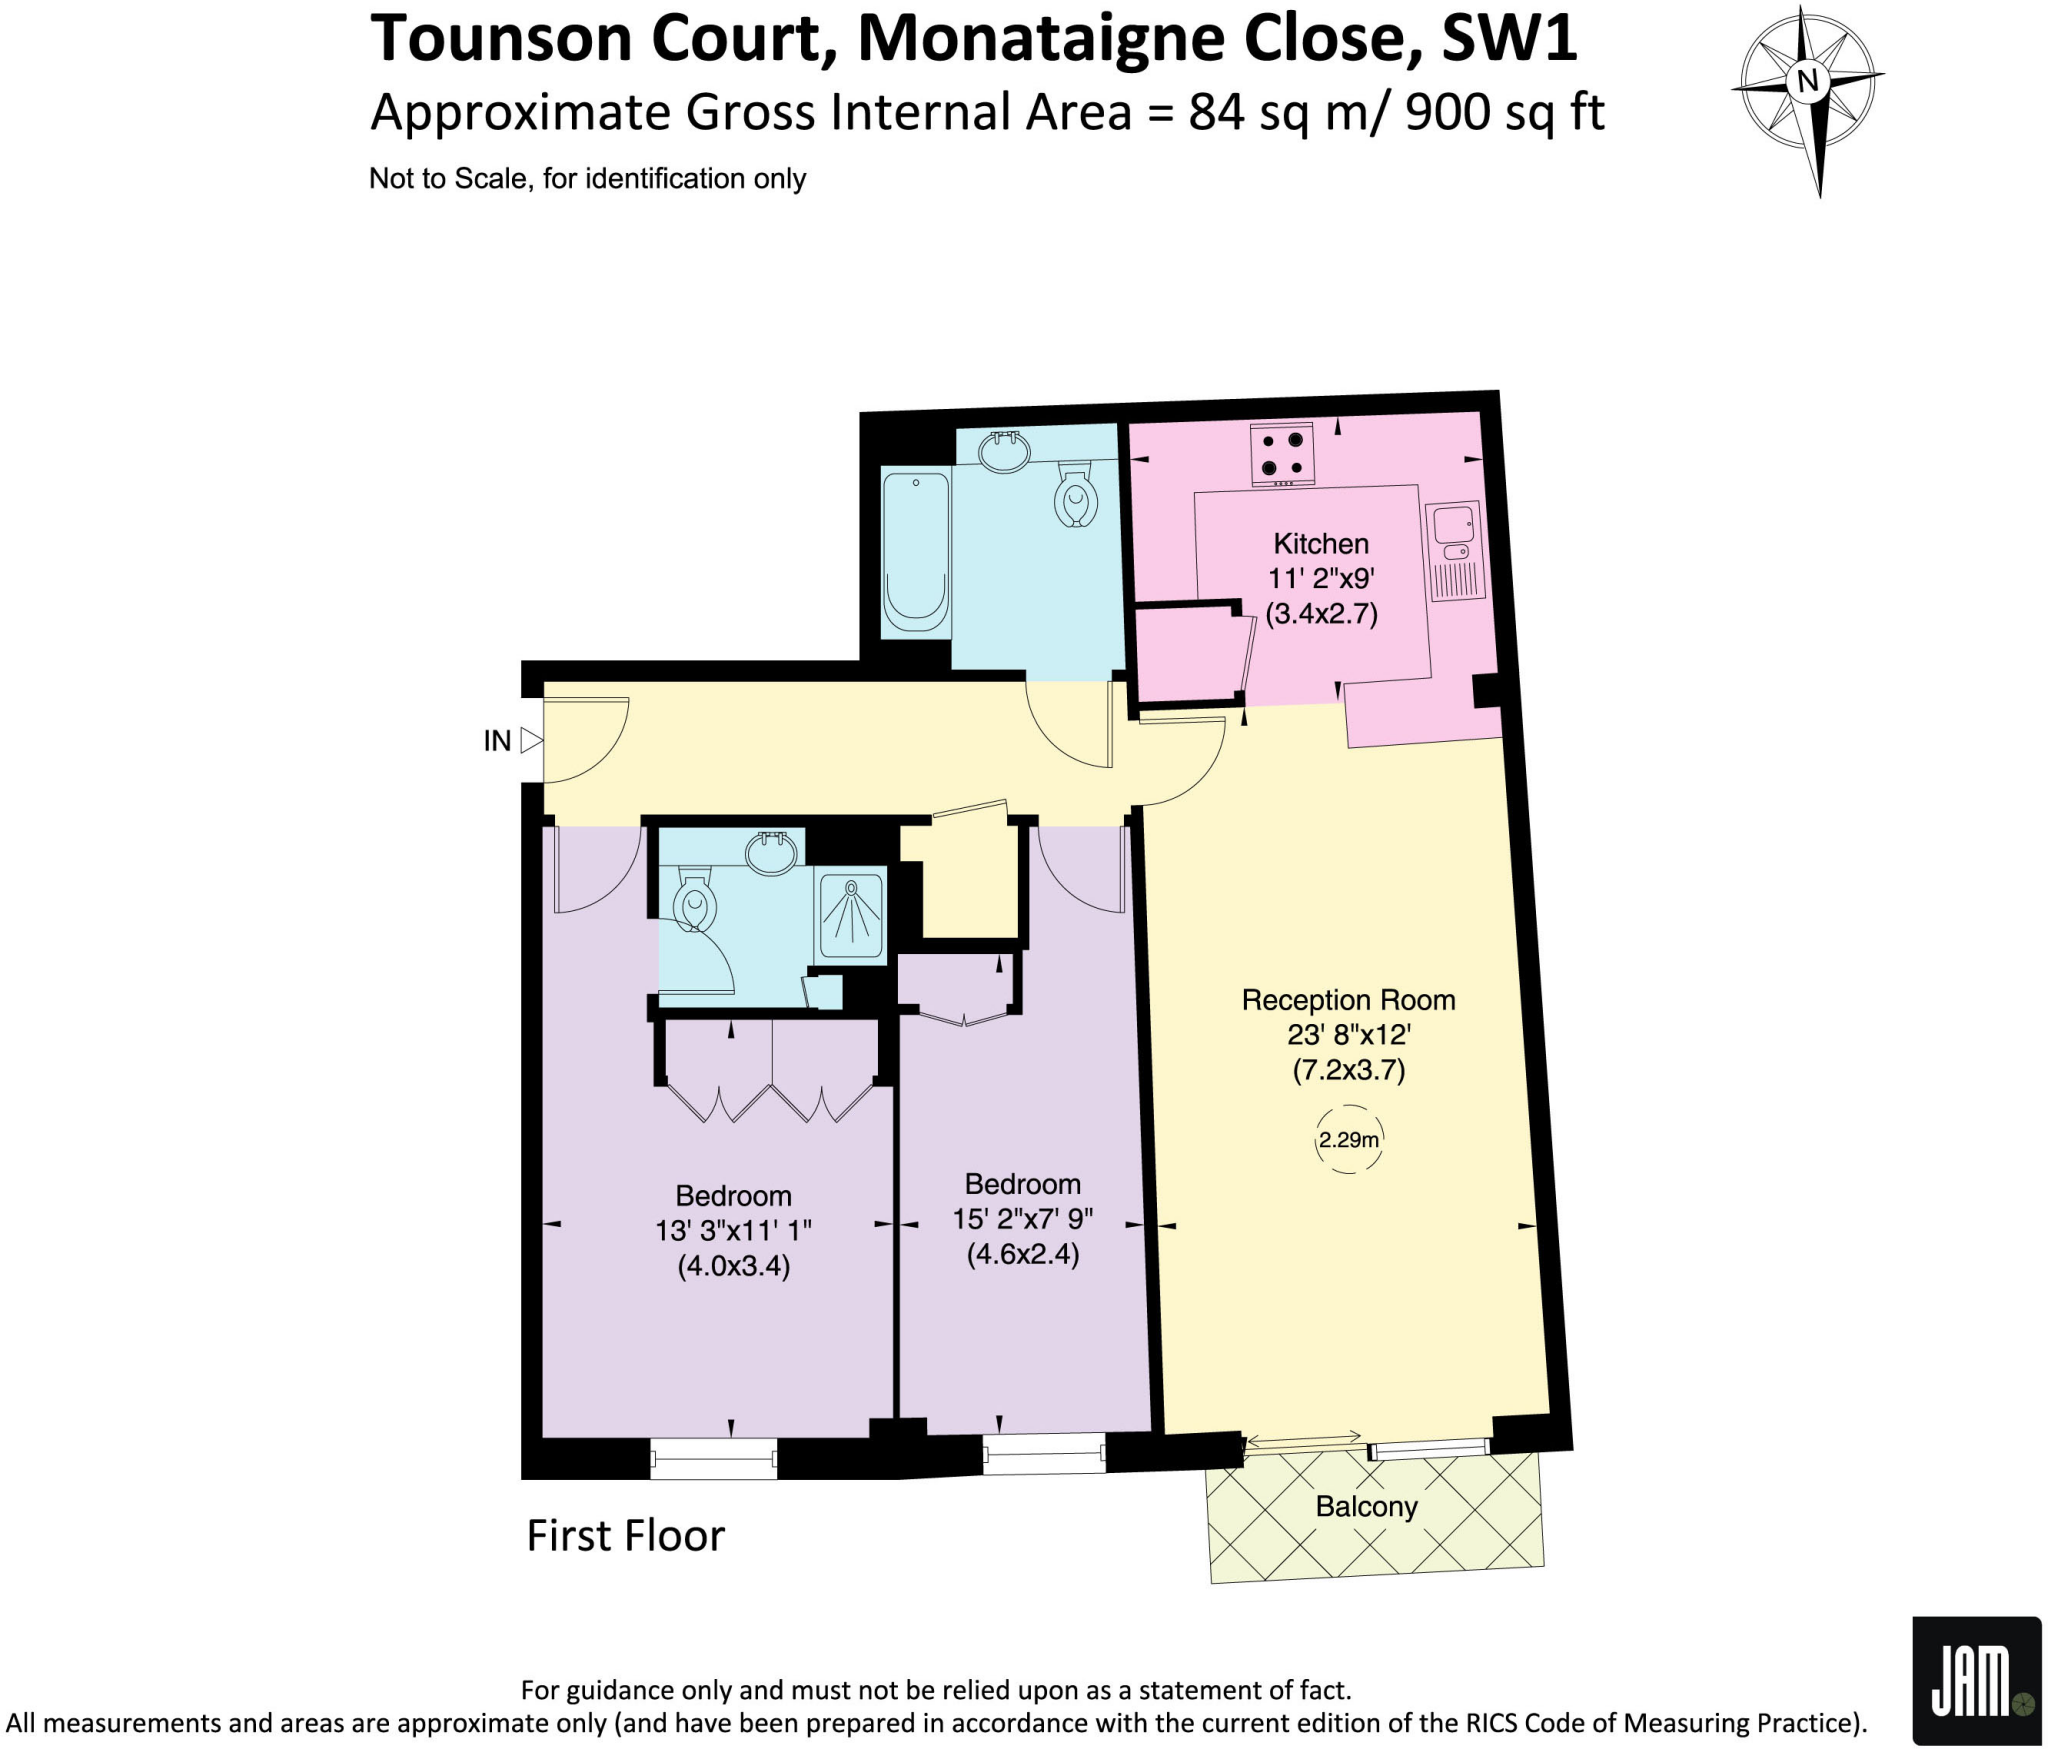 Tounson Court, Monataigne Close, SW1
Approximate Gross Internal Area = 84 sq m/ 900 sq ft
Not to Scale, for identification only
N
Kitchen
11' 2"x9'
(3.4x2.7)
IN
Reception Room
23' 8"x12'
(7.2x3.7)
2.29m
Bedroom
13' 3"x11' 1"
(4.0x3.4)
Bedroom
15' 2"x7' 9"
(4.6x2.4)
Balcony
First Floor
For guidance only and must not be relied upon as a statement of fact.
All measurements and areas are approximate only (and have been prepared in accordance with the current edition of the RICS Code of Measuring Practice).
JAM